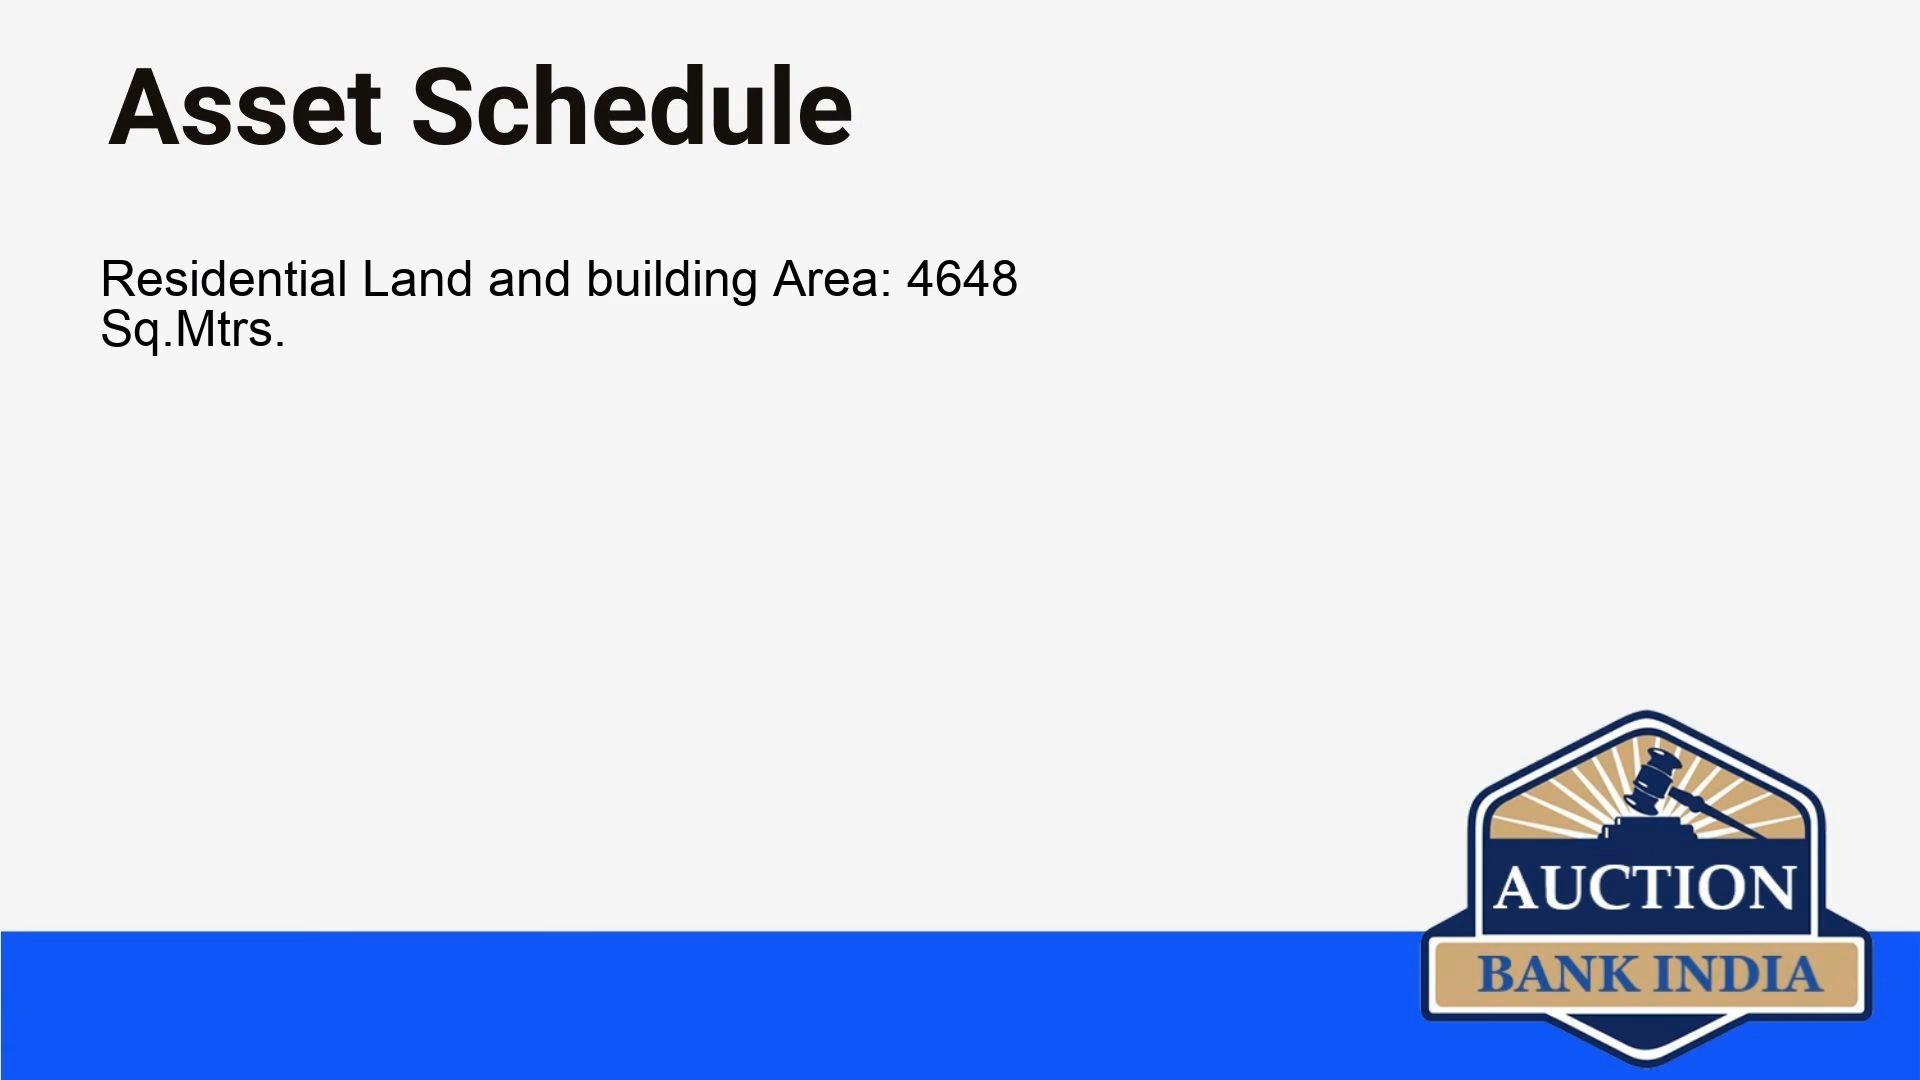 Asset Schedule
Residential Land and building Area: 4648
Sq.Mtrs.
AUCTION
BANK INDIA